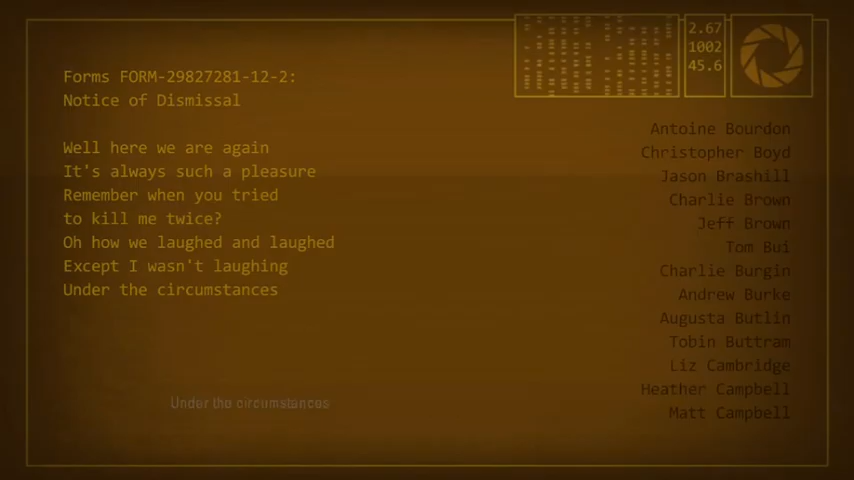 Forms FORM-29827281-12-2:
Notice of Dismissal
Well here we are again
It's always such a pleasure
Remember when you tried
to kill me twice?
Oh how we laughed and laughed
Except I wasn't laughing
Under the circumstances
Under the circumstances
2.67
1002
45.6
Antoine Bourdon
Christopher Boyd
Jason Brashill
Charlie Brown
Jeff Brown
Tom Bui
Charlie Burgin
Andrew Burke
Augusta Butlin
Tobin Buttram
Liz Cambridge
Heather Campbell
Matt Campbell